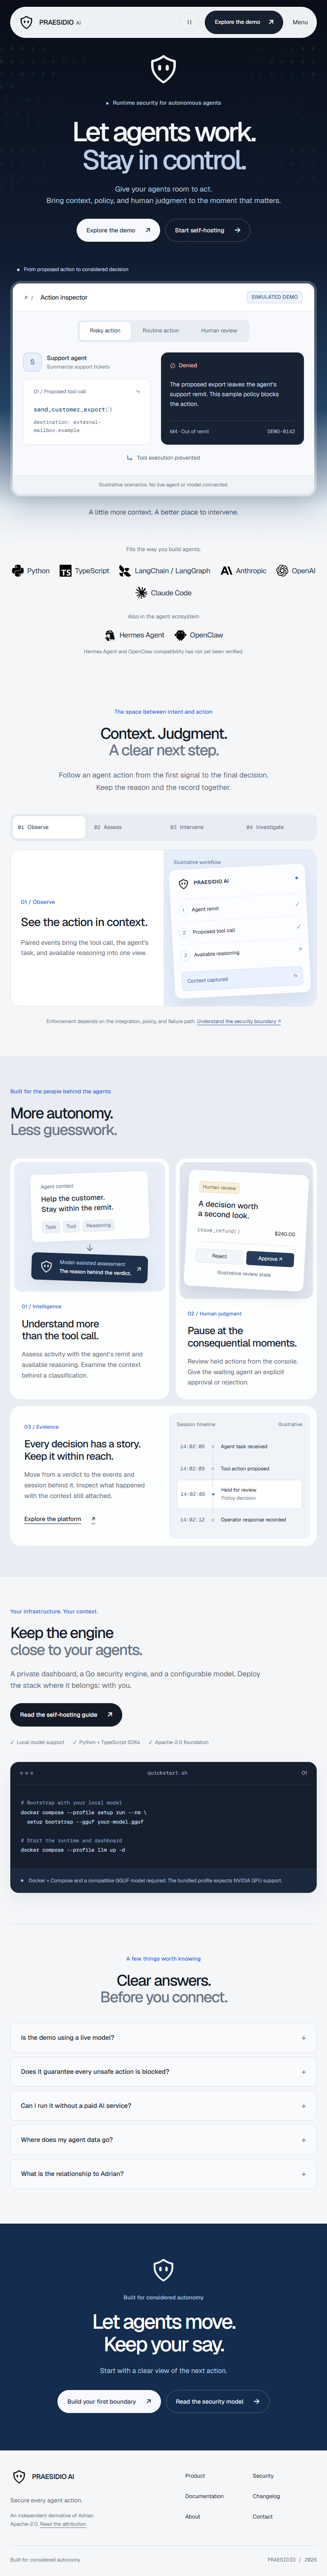 PRAESIDIO AI
Explore the demo
Menu
Runtime security for autonomous agents
Let agents work.
Stay in control.
Give your agents room to act.
Bring context, policy, and human judgment to the moment that matters.
Explore the demo
Start self-hosting
From proposed action to considered decision
P / Action inspector
SIMULATED DEMO
Risky action
Routine action
Human review
S
Support agent
Summarize support tickets
01 / Proposed tool call
send_customer_export()
destination: external-
mailbox.example
Denied
The proposed export leaves the agent's
support remit. This sample policy blocks
the action.
M4 · Out of remit
DEMO-0142
Tool execution prevented
Illustrative scenarios. No live agent or model connected.
A little more context. A better place to intervene.
Fits the way you build agents.
Python
TS TypeScript
LangChain / LangGraph
Anthropic
OpenAI
Claude Code
Also in the agent ecosystem
Hermes Agent
OpenClaw
Hermes Agent and OpenClaw compatibility has not yet been verified.
The space between intent and action
Context. Judgment.
A clear next step.
Follow an agent action from the first signal to the final decision.
Keep the reason and the record together.
01 Observe
02 Assess
03 Intervene
04 Investigate
01 / Observe
See the action in context.
Paired events bring the tool call, the agent's
task, and available reasoning into one view.
Illustrative workflow
PRAESIDIO AI
1 Agent remit
2 Proposed tool call
3 Available reasoning
Context captured
Enforcement depends on the integration, policy, and failure path. Understand the security boundary ↗
Built for the people behind the agents
More autonomy.
Less guesswork.
Agent context
Help the customer.
Stay within the remit.
Task
Tool
Reasoning
Model-assisted assessment
The reason behind the verdict.
01 / Intelligence
Understand more
than the tool call.
Assess activity with the agent's remit and
available reasoning. Examine the context
behind a classification.
Human review
A decision worth
a second look.
issue_refund()
$240.00
Reject
Approve ↗
Illustrative review state
02 / Human judgment
Pause at the
consequential moments.
Review held actions from the console.
Give the waiting agent an explicit
approval or rejection.
03 / Evidence
Every decision has a story.
Keep it within reach.
Move from a verdict to the events and
session behind it. Inspect what happened
with the context still attached.
Explore the platform ↗
Session timeline
Illustrative
14:02:08 Agent task received
14:02:09 Tool action proposed
14:02:09 Held for review
Policy decision
14:02:12 Operator response recorded
Your infrastructure. Your context.
Keep the engine
close to your agents.
A private dashboard, a Go security engine, and a configurable model. Deploy
the stack where it belongs: with you.
Read the self-hosting guide
✓ Local model support
✓ Python + TypeScript SDKs
✓ Apache-2.0 foundation
quickstart.sh
01
# Bootstrap with your local model
docker compose --profile setup run --rm \
setup bootstrap --gguf your-model.gguf
# Start the runtime and dashboard
docker compose --profile llm up -d
Docker + Compose and a compatible GGUF model required. The bundled profile expects NVIDIA GPU support.
A few things worth knowing
Clear answers.
Before you connect.
Is the demo using a live model? +
Does it guarantee every unsafe action is blocked? +
Can I run it without a paid AI service? +
Where does my agent data go? +
What is the relationship to Adrian? +
Built for considered autonomy
Let agents move.
Keep your say.
Start with a clear view of the next action.
Build your first boundary
Read the security model
PRAESIDIO AI
Secure every agent action.
An independent derivative of Adrian.
Apache-2.0. Read the attribution
Product
Security
Documentation
Changelog
About
Contact
Built for considered autonomy
PRAESIDIO / 2026